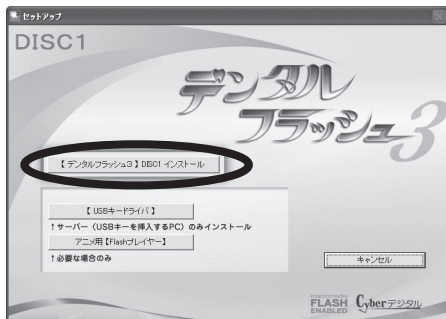 セットアップ
DISC1
デンタル
フラッシュ3
【デンタルフラッシュ3】DISC1 インストール
【 USBキードライバ 】
↑サーバー（USBキーを挿入するPC）のみインストール
アニメ用【Flashプレイヤー】
↑必要な場合のみ
キャンセル
macromedia
FLASH
ENABLED
Cyberデジタル